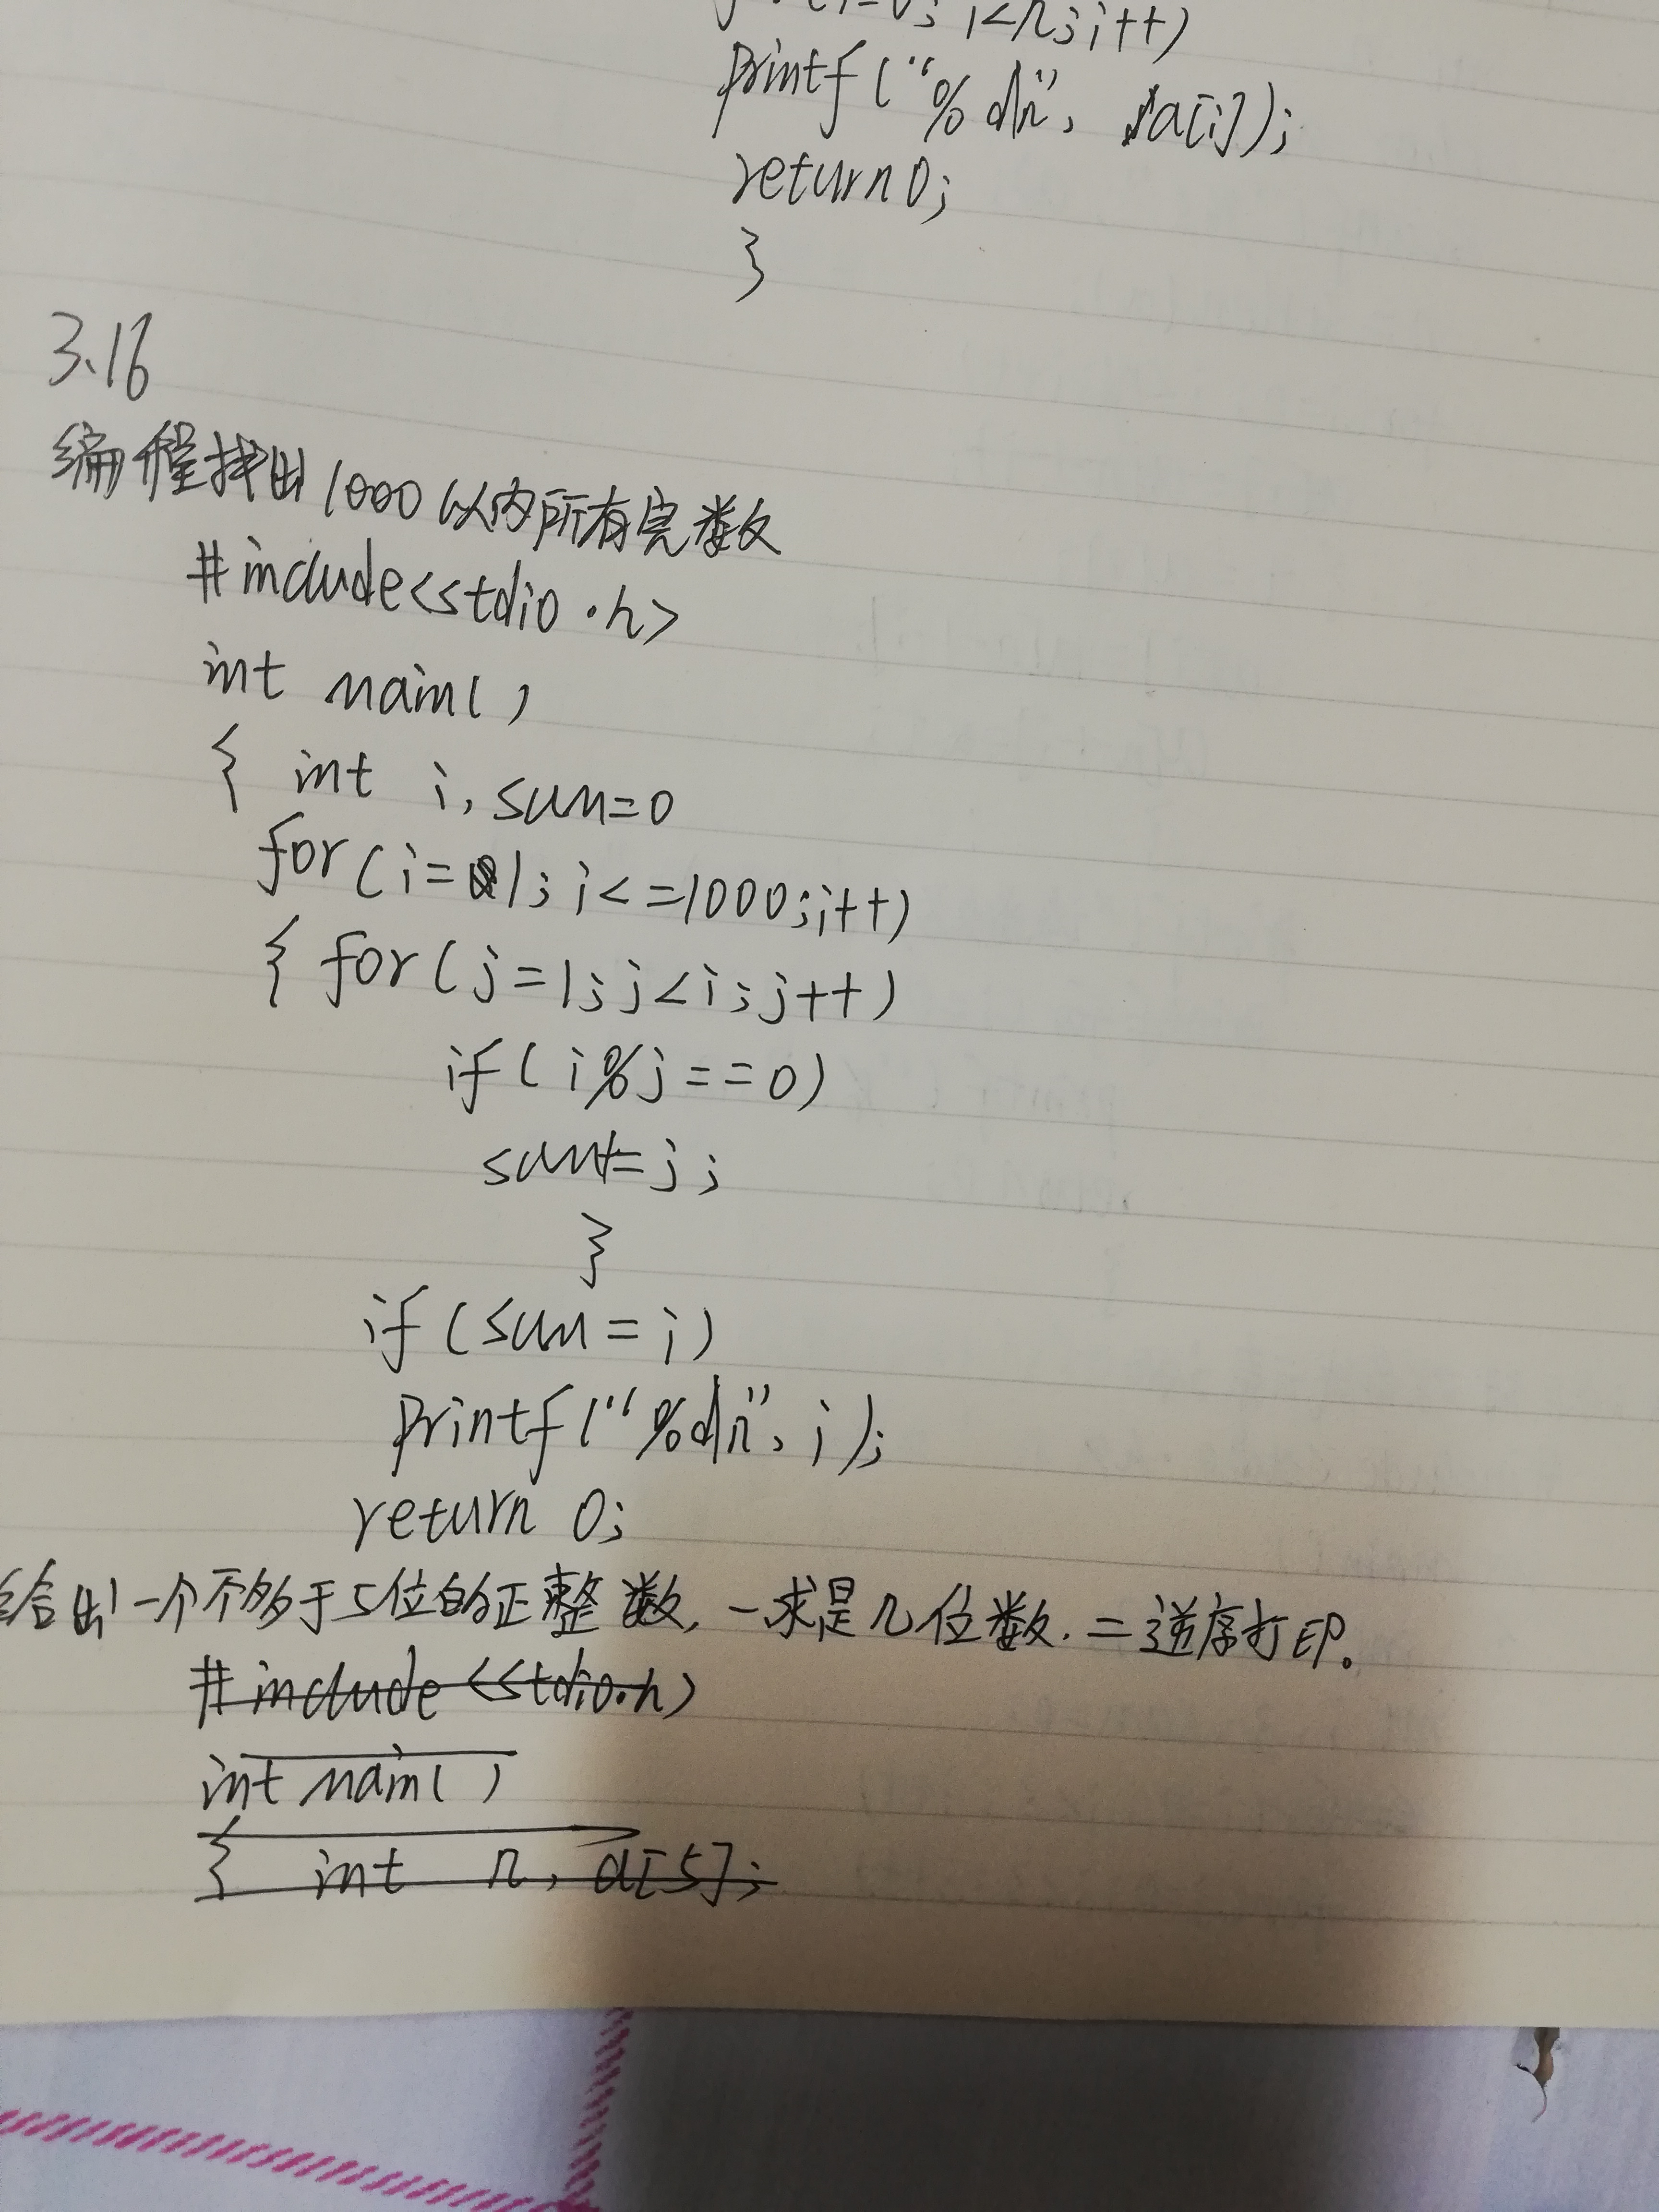 i<n;i++)
printf("%d\n", a[i]);
return 0;
}
3.16
编程找出1000以内所有完数
#include<stdio.h>
int main()
{ int i,sum=0
for(i=1;i<=1000;i++)
{ for(j=1;j<i;j++)
if(i%j==0)
sum+=j;
}
if(sum=i)
printf("%d\n",i);
return 0;
给出一个不多于5位的正整数,一求是几位数.二逆序打印。
#include<stdio.h)
int main()
{ int n, a[5];